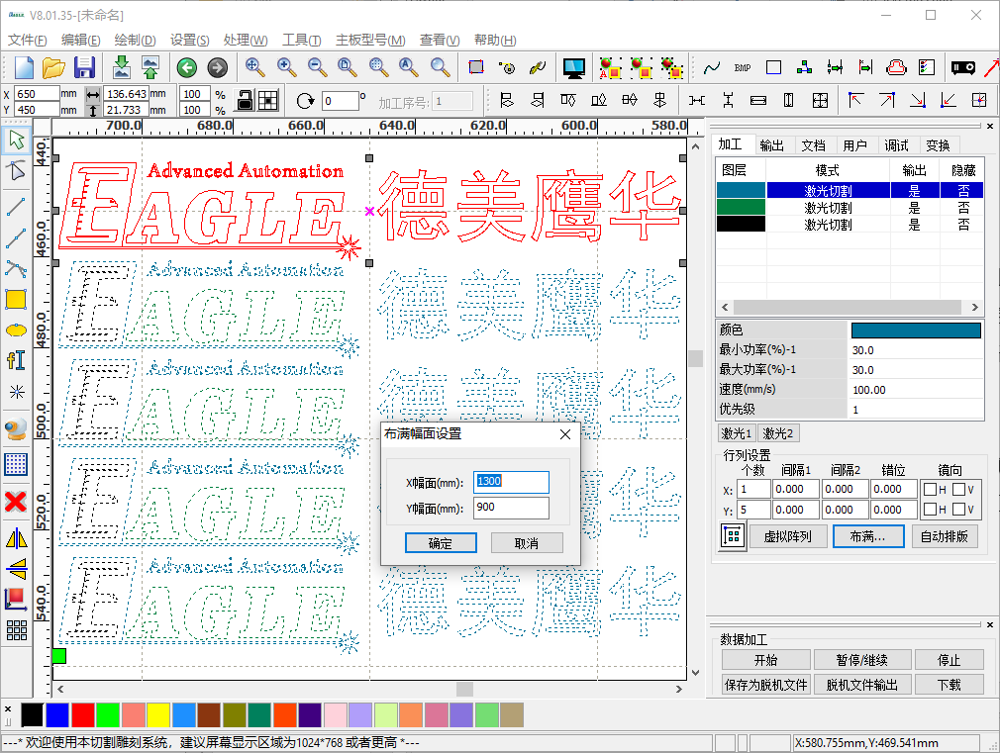 V8.01.35-[未命名]
文件(F) 编辑(E) 绘制(D) 设置(S) 处理(W) 工具(T) 主板型号(M) 查看(V) 帮助(H)
BMP
X 650 mm 136.643 mm 100 %
Y 450 mm 21.733 mm 100 %
0 ° 加工序号: 1
700.0 680.0 660.0 640.0 620.0 600.0 580.0
440.0
460.0
480.0
500.0
520.0
540.0
Advanced Automation
EAGLE 德美鹰华
Advanced Automation
EAGLE 德美鹰华
Advanced Automation
EAGLE 德美鹰华
Advanced Automation
EAGLE 德美鹰华
Advanced Automation
EAGLE 德美鹰华
布满幅面设置
X幅面(mm): 1300
Y幅面(mm): 900
确定 取消
加工 输出 文档 用户 调试 变换
图层 模式 输出 隐藏
激光切割 是 否
激光切割 是 否
激光切割 是 否
颜色
最小功率(%)-1 30.0
最大功率(%)-1 30.0
速度(mm/s) 100.00
优先级 1
激光1 激光2
行列设置
个数 间隔1 间隔2 错位 镜向
X: 1 0.000 0.000 0.000 H V
Y: 5 0.000 0.000 0.000 H V
虚拟阵列 布满... 自动排版
数据加工
开始 暂停/继续 停止
保存为脱机文件 脱机文件输出 下载
---* 欢迎使用本切割雕刻系统，建议屏幕显示区域为1024*768 或者更高 *---
X:580.755mm,Y:469.541mm